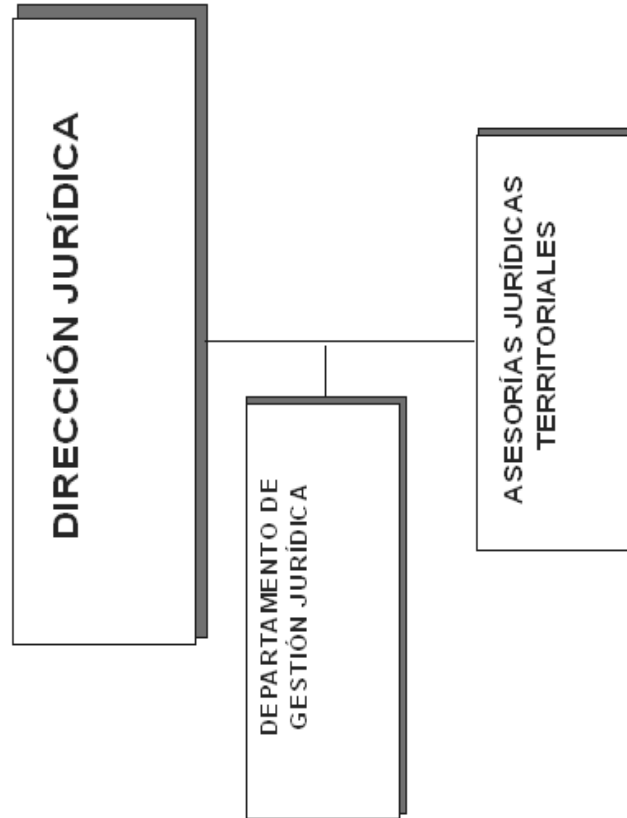 DIRECCIÓN JURÍDICA
DEPARTAMENTO DE
GESTIÓN JURÍDICA
ASESORÍAS JURÍDICAS
TERRITORIALES